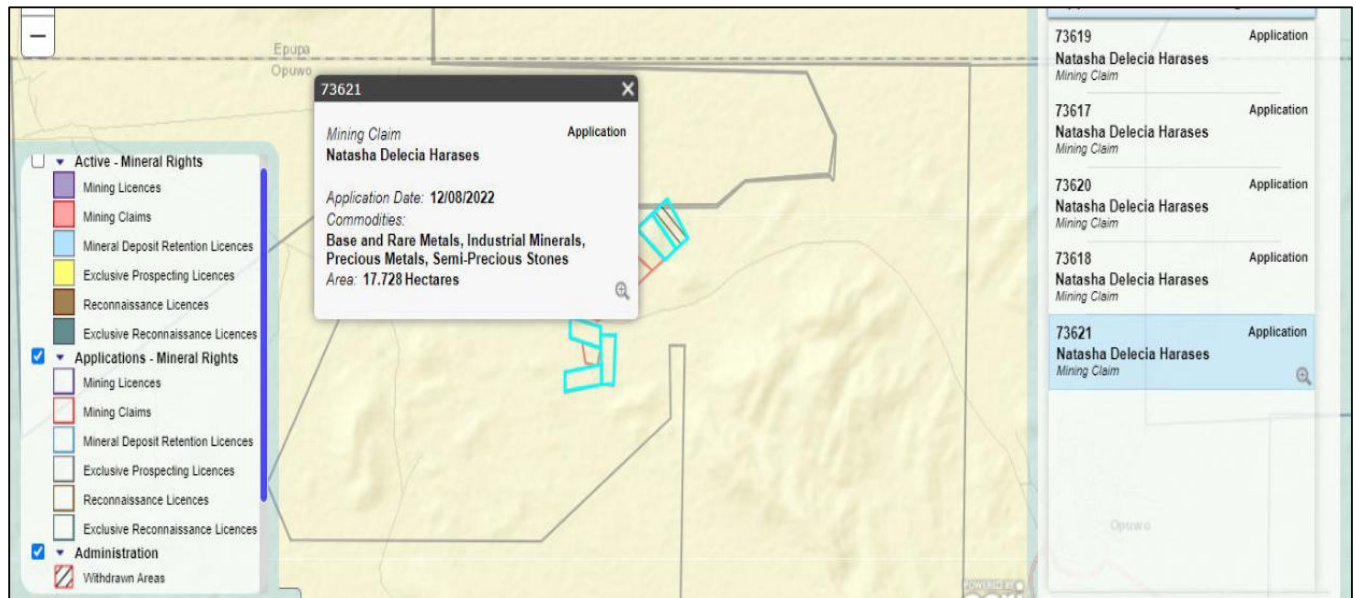 Epupa
Opuwo
73621
Mining Claim
Application
Natasha Delecia Harases
Application Date: 12/08/2022
Commodities:
Base and Rare Metals, Industrial Minerals,
Precious Metals, Semi-Precious Stones
Area: 17.728 Hectares
Active - Mineral Rights
Mining Licences
Mining Claims
Mineral Deposit Retention Licences
Exclusive Prospecting Licences
Reconnaissance Licences
Exclusive Reconnaissance Licences
Applications - Mineral Rights
Mining Licences
Mining Claims
Mineral Deposit Retention Licences
Exclusive Prospecting Licences
Reconnaissance Licences
Exclusive Reconnaissance Licences
Administration
Withdrawn Areas
73619 Application
Natasha Delecia Harases
Mining Claim
73617 Application
Natasha Delecia Harases
Mining Claim
73620 Application
Natasha Delecia Harases
Mining Claim
73618 Application
Natasha Delecia Harases
Mining Claim
73621 Application
Natasha Delecia Harases
Mining Claim
Opuwo
POWERED BY